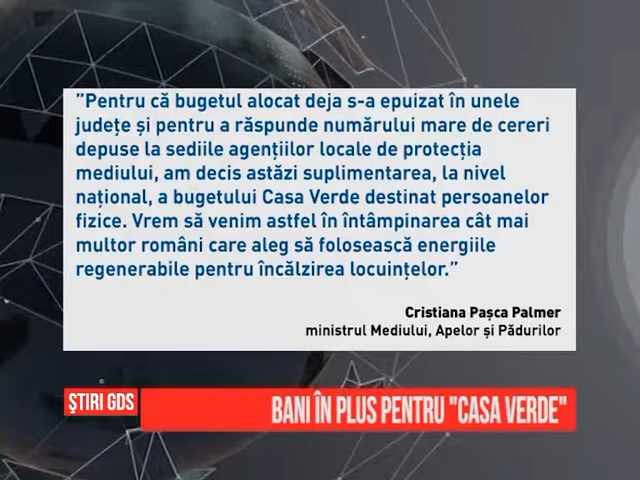 ”Pentru că bugetul alocat deja s-a epuizat în unele
județe și pentru a răspunde numărului mare de cereri
depuse la sediile agențiilor locale de protecția
mediului, am decis astăzi suplimentarea, la nivel
național, a bugetului Casa Verde destinat persoanelor
fizice. Vrem să venim astfel în întâmpinarea cât mai
multor români care aleg să folosească energiile
regenerabile pentru încălzirea locuințelor.”
Cristiana Pașca Palmer
ministrul Mediului, Apelor și Pădurilor
ŞTIRI GDS
BANI ÎN PLUS PENTRU "CASA VERDE"